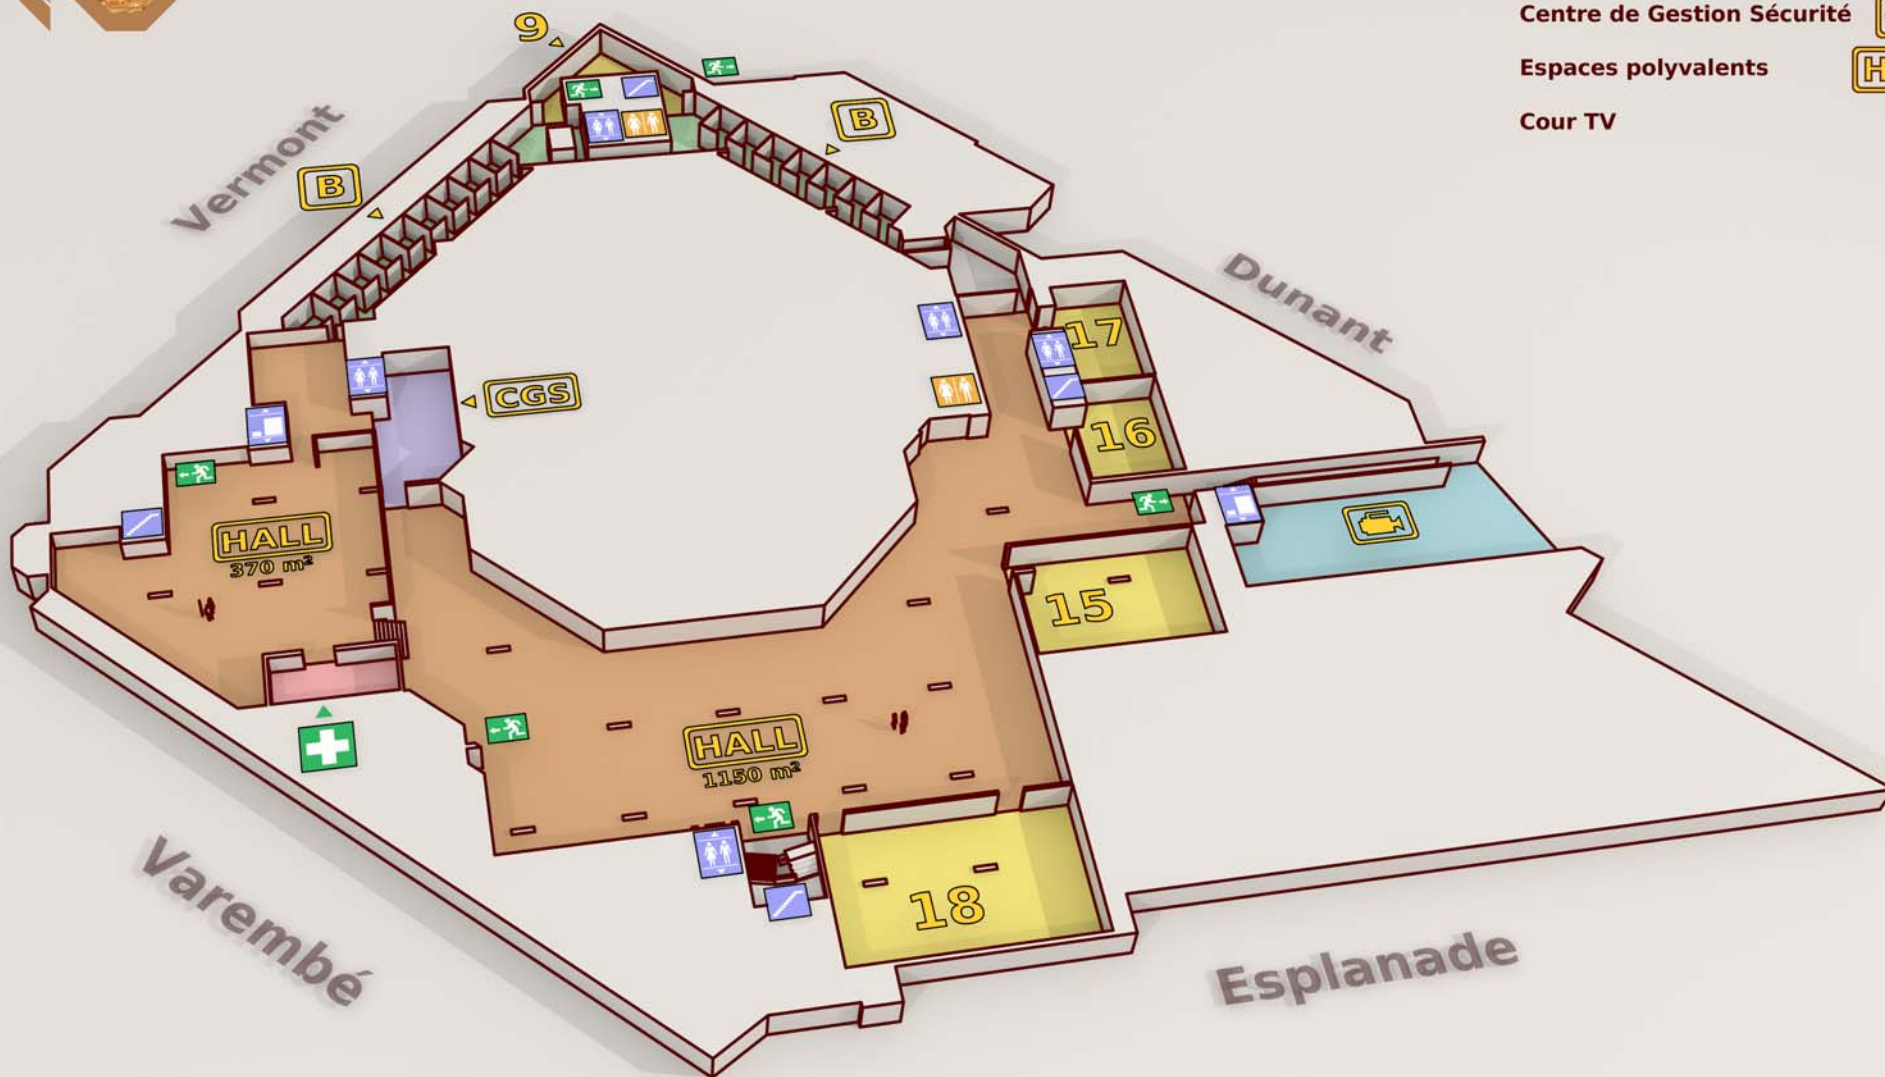 Centre de Gestion Sécurité
Espaces polyvalents
H
Cour TV
9
B
Vermont
B
Dunant
17
CGS
16
HALL
370 m²
15
HALL
1150 m²
18
Varembé
Esplanade